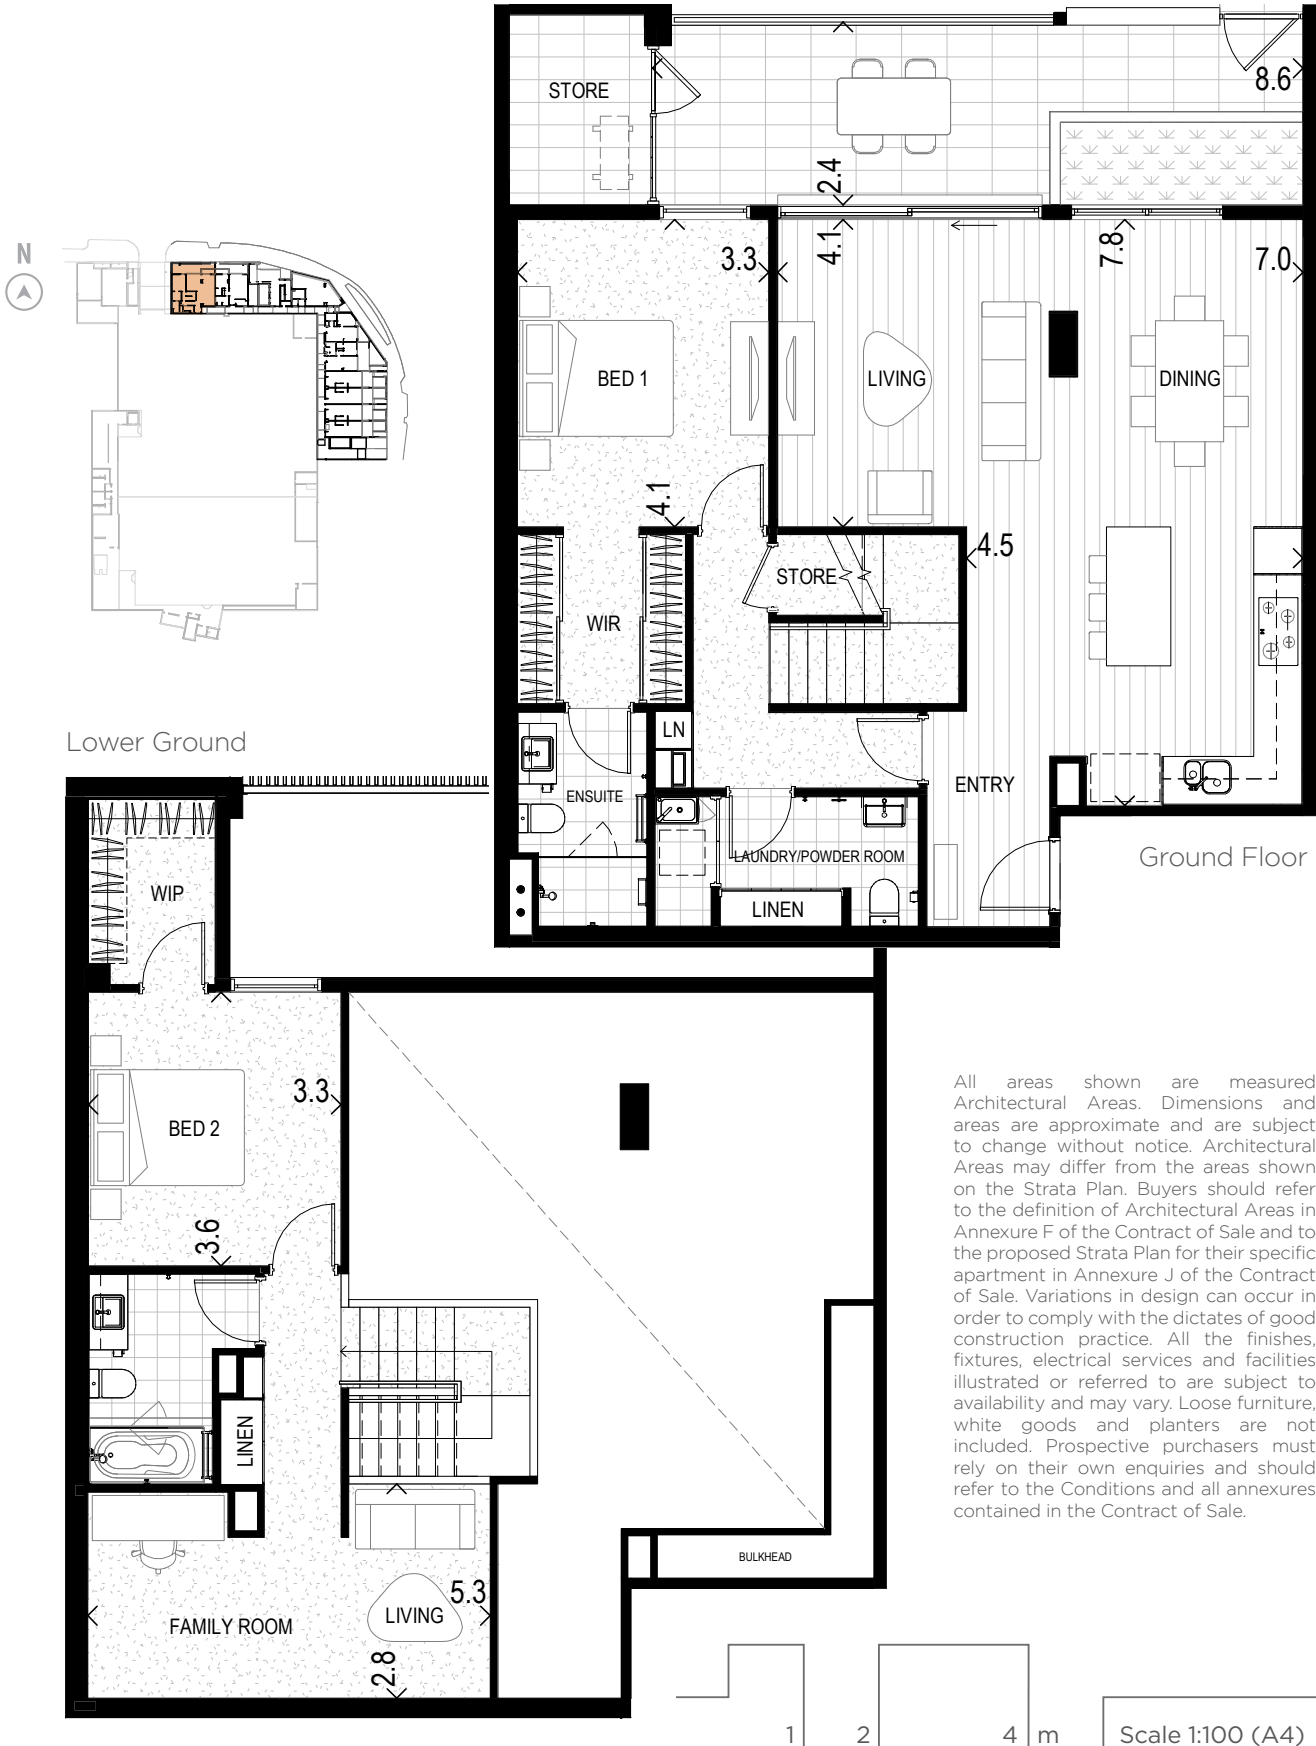 STORE
8.6
2.4
N
3.3
4.1
7.8
7.0
BED 1
LIVING
DINING
4.1
4.5
STORE
WIR
LN
Lower Ground
ENSUITE
ENTRY
LAUNDRY/POWDER ROOM
Ground Floor
WIP
LINEN
All areas shown are measured
Architectural Areas. Dimensions and
areas are approximate and are subject
to change without notice. Architectural
Areas may differ from the areas shown
on the Strata Plan. Buyers should refer
to the definition of Architectural Areas in
Annexure F of the Contract of Sale and to
the proposed Strata Plan for their specific
apartment in Annexure J of the Contract
of Sale. Variations in design can occur in
order to comply with the dictates of good
construction practice. All the finishes,
fixtures, electrical services and facilities
illustrated or referred to are subject to
availability and may vary. Loose furniture,
white goods and planters are not
included. Prospective purchasers must
rely on their own enquiries and should
refer to the Conditions and all annexures
contained in the Contract of Sale.
3.3
BED 2
3.6
LINEN
BULKHEAD
5.3
LIVING
FAMILY ROOM
2.8
1 2 4 m
Scale 1:100 (A4)